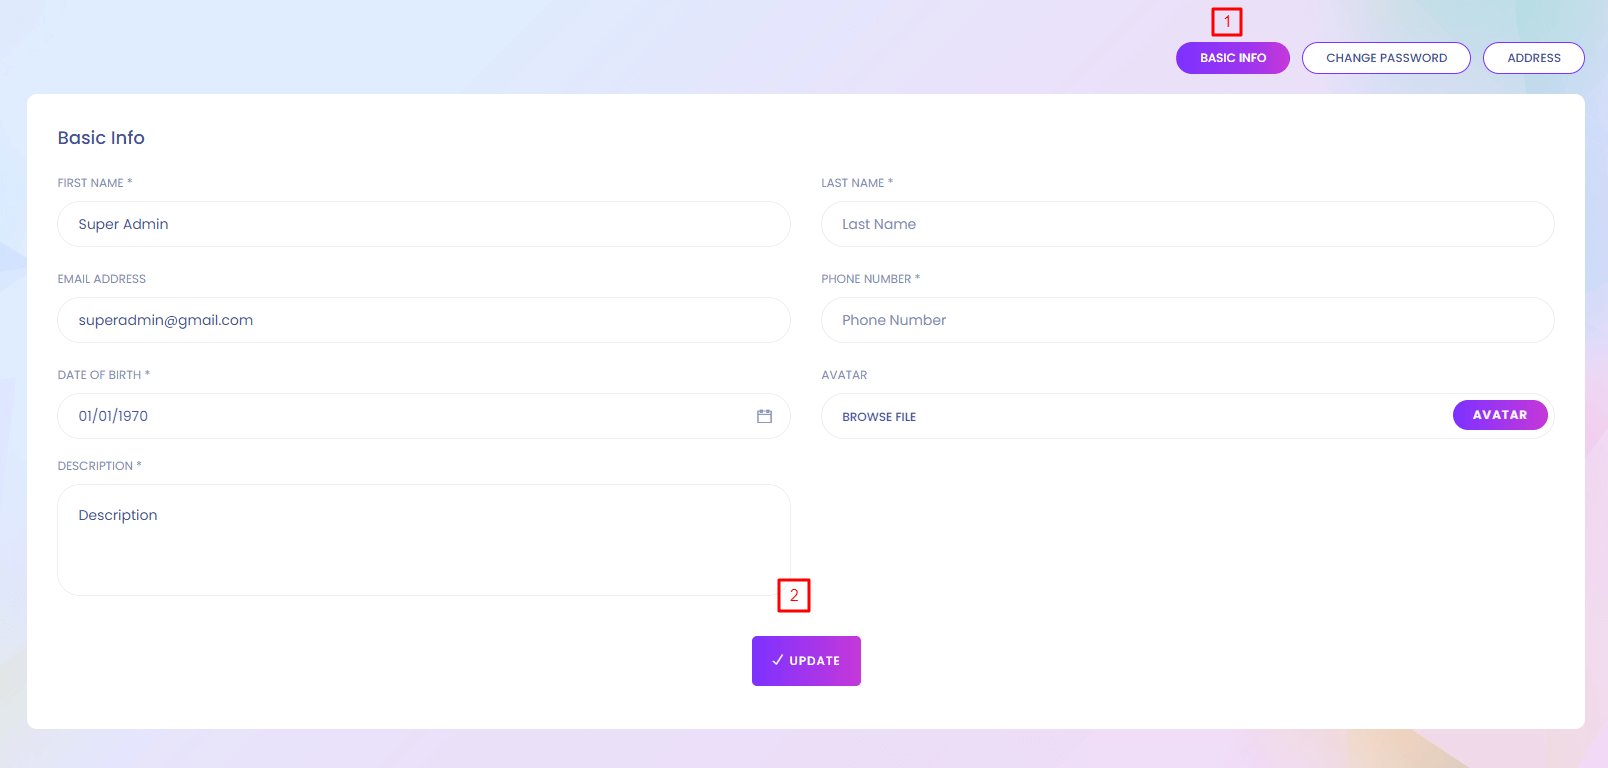 1
BASIC INFO CHANGE PASSWORD ADDRESS
Basic Info
FIRST NAME * LAST NAME *
Super Admin Last Name
EMAIL ADDRESS PHONE NUMBER *
superadmin@gmail.com Phone Number
DATE OF BIRTH * AVATAR
01/01/1970 BROWSE FILE AVATAR
DESCRIPTION *
Description
2
UPDATE